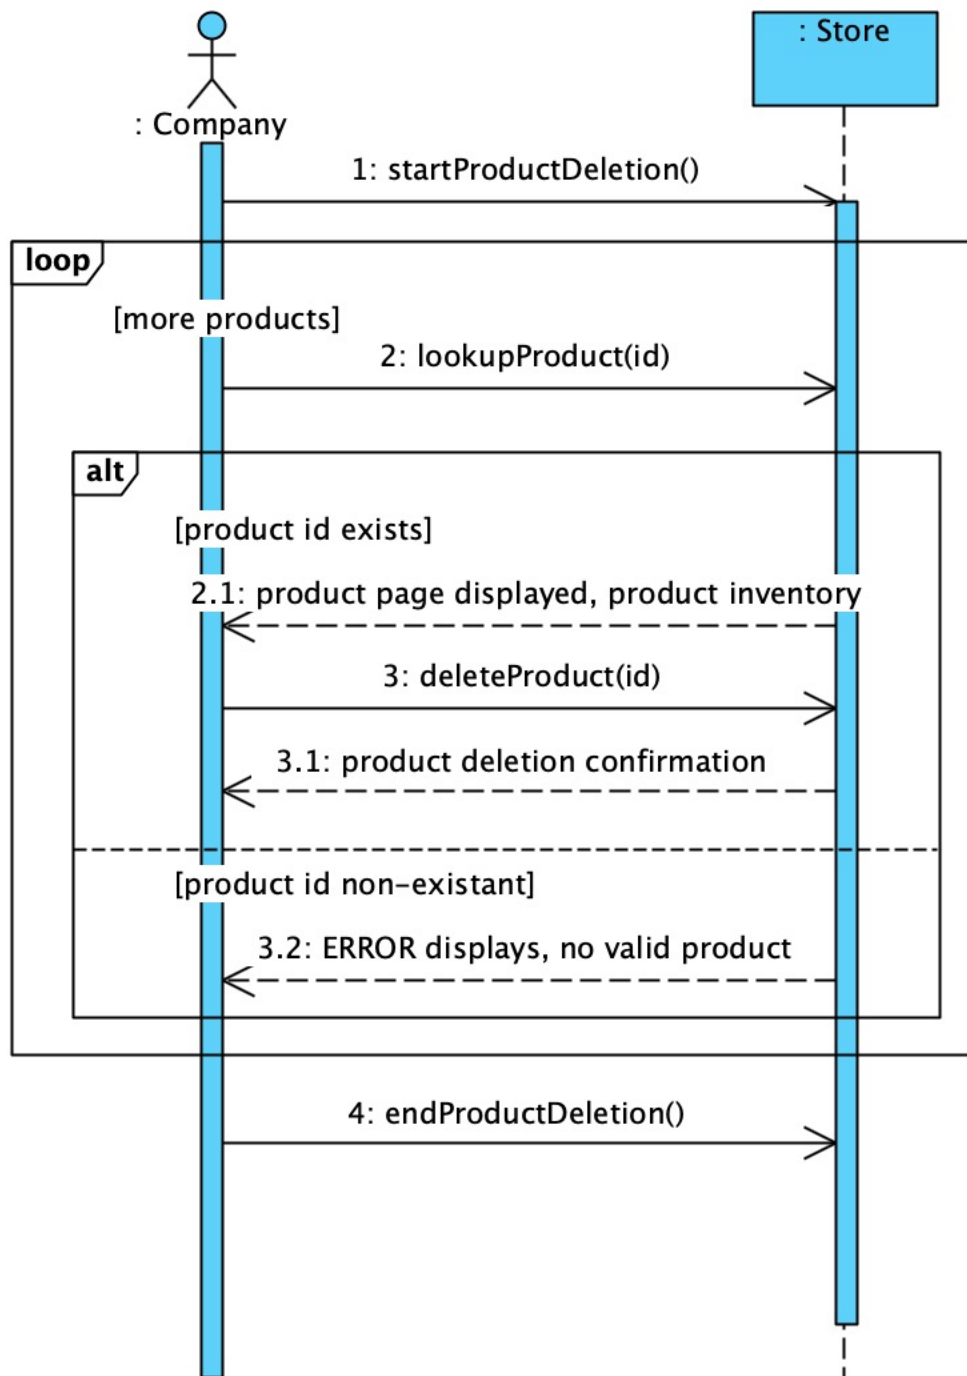 : Store
: Company
1: startProductDeletion()
loop
[more products]
2: lookupProduct(id)
alt
[product id exists]
2.1: product page displayed, product inventory
3: deleteProduct(id)
3.1: product deletion confirmation
[product id non-existant]
3.2: ERROR displays, no valid product
4: endProductDeletion()